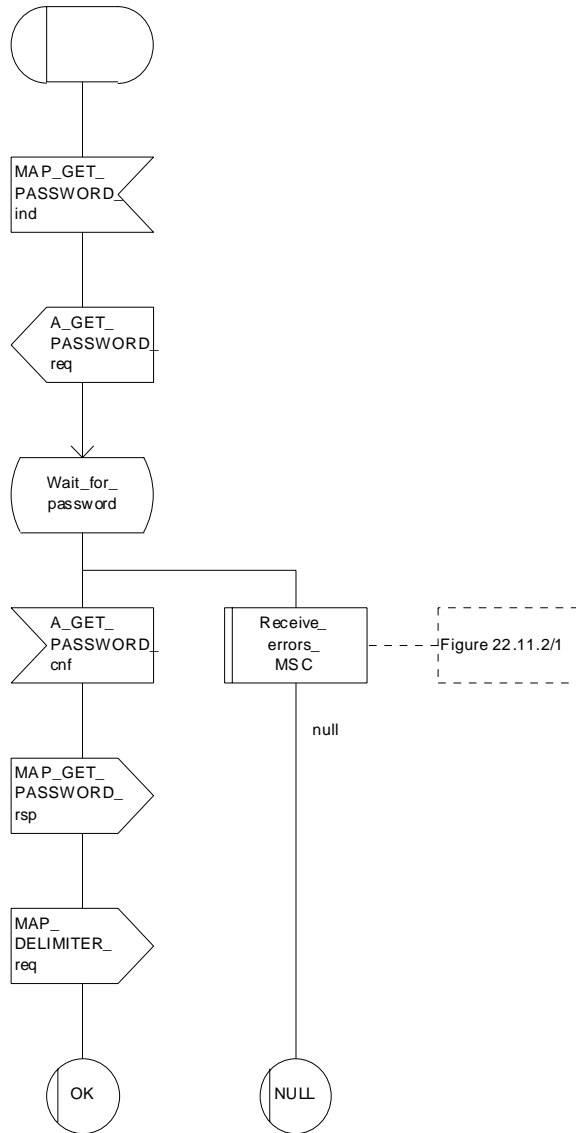 MAP_GET_
PASSWORD_
ind
A_GET_
PASSWORD_
req
Wait_for_
password
A_GET_
PASSWORD_
cnf
Receive_
errors_
MSC
Figure 22.11.2/1
null
MAP_GET_
PASSWORD_
rsp
MAP_
DELIMITER_
req
OK
NULL